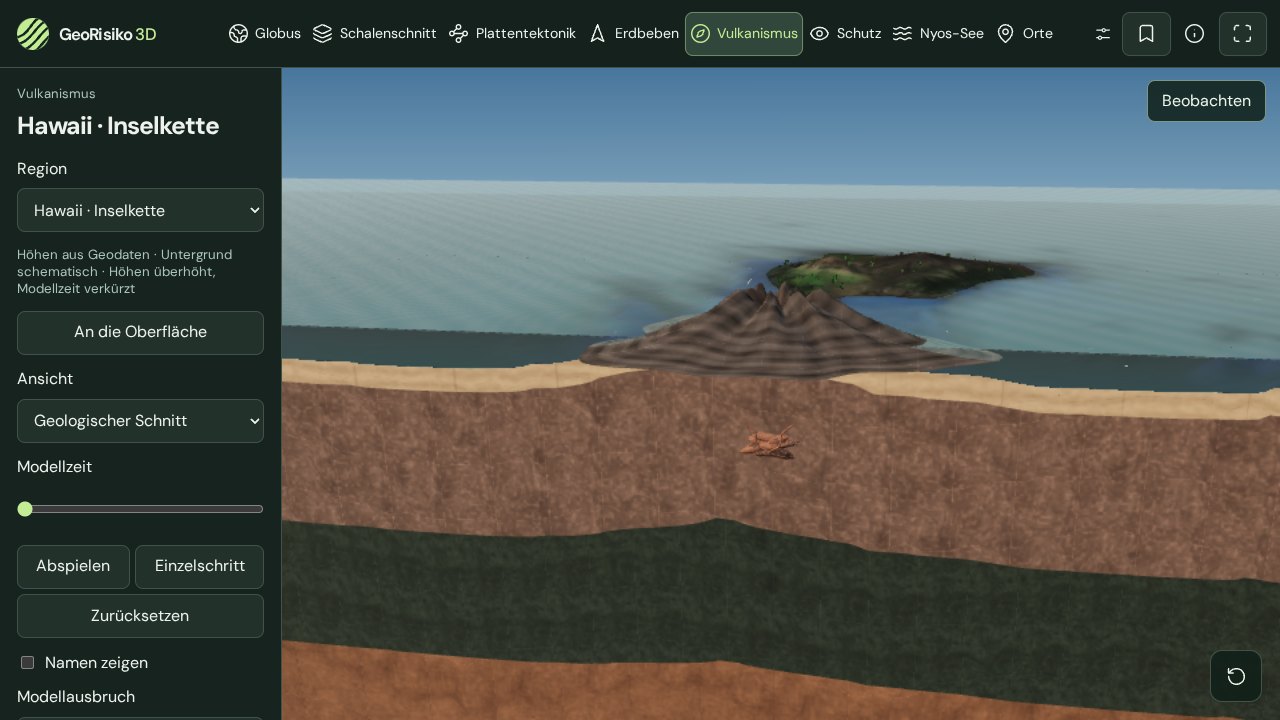 GeoRisiko 3D
Globus
Schalenschnitt
Plattentektonik
Erdbeben
Vulkanismus
Schutz
Nyos-See
Orte
Vulkanismus
Hawaii · Inselkette
Region
Hawaii · Inselkette
Höhen aus Geodaten · Untergrund
schematisch · Höhen überhöht,
Modellzeit verkürzt
An die Oberfläche
Ansicht
Geologischer Schnitt
Modellzeit
Abspielen
Einzelschritt
Zurücksetzen
Namen zeigen
Modellausbruch
Beobachten